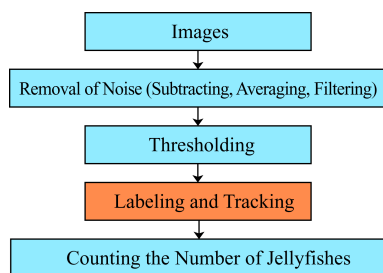 Images
Removal of Noise (Subtracting, Averaging, Filtering)
Thresholding
Labeling and Tracking
Counting the Number of Jellyfishes